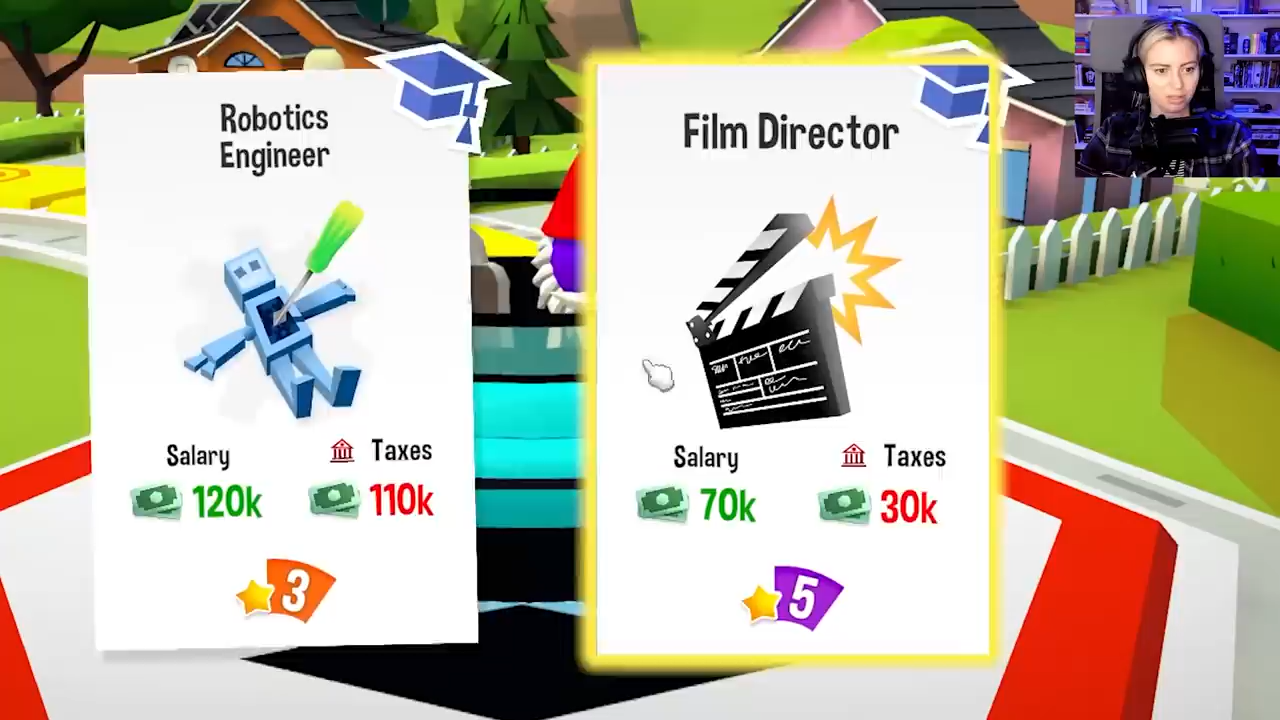 Robotics
Engineer
Salary
Taxes
120k
110k
3
Film Director
Salary
Taxes
70k
30k
5